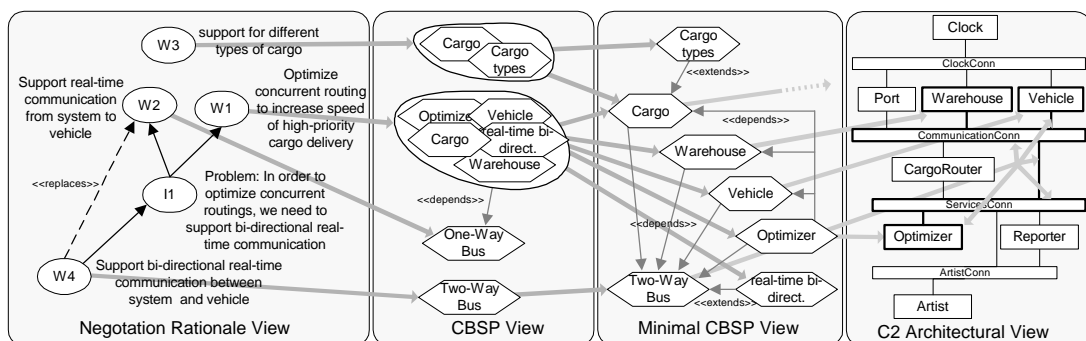 W3
support for different
types of cargo
Support real-time
communication
from system to
vehicle
W2
W1
Optimize
concurrent routing
to increase speed
of high-priority
cargo delivery
<<replaces>>
I1
Problem: In order to
optimize concurrent
routings, we need to
support bi-directional real-
time communication
W4
Support bi-directional real-time
communication between
system and vehicle
Negotation Rationale View
Cargo
Cargo
types
Optimize
Vehicle
Cargo
real-time bi-
direct.
Warehouse
<<depends>>
One-Way
Bus
Two-Way
Bus
CBSP View
Cargo
types
<<extends>>
Cargo
<<depends>>
Warehouse
Vehicle
<<depends>>
Optimizer
Two-Way
Bus
real-time bi-
direct.
<<extends>>
Minimal CBSP View
Clock
ClockConn
Port
Warehouse
Vehicle
CommunicationConn
CargoRouter
ServicesConn
Optimizer
Reporter
ArtistConn
Artist
C2 Architectural View